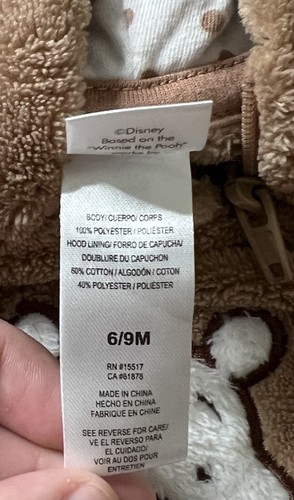 ©Disney
Based on the
"Winnie the Pooh"
BODY/ CUERPO/ CORPS
100% POLYESTER / POLIÉSTER
HOOD LINING/ FORRO DE CAPUCHA/
DOUBLURE DU CAPUCHON
60% COTTON / ALGODÓN / COTON
40% POLYESTER / POLIÉSTER
6/9M
RN #15517
CA #61878
MADE IN CHINA
HECHO EN CHINA
FABRIQUÉ EN CHINE
SEE REVERSE FOR CARE/
VE EL REVERSO PARA
EL CUIDADO/
VOIR AU DOS POUR
ENTRETIEN